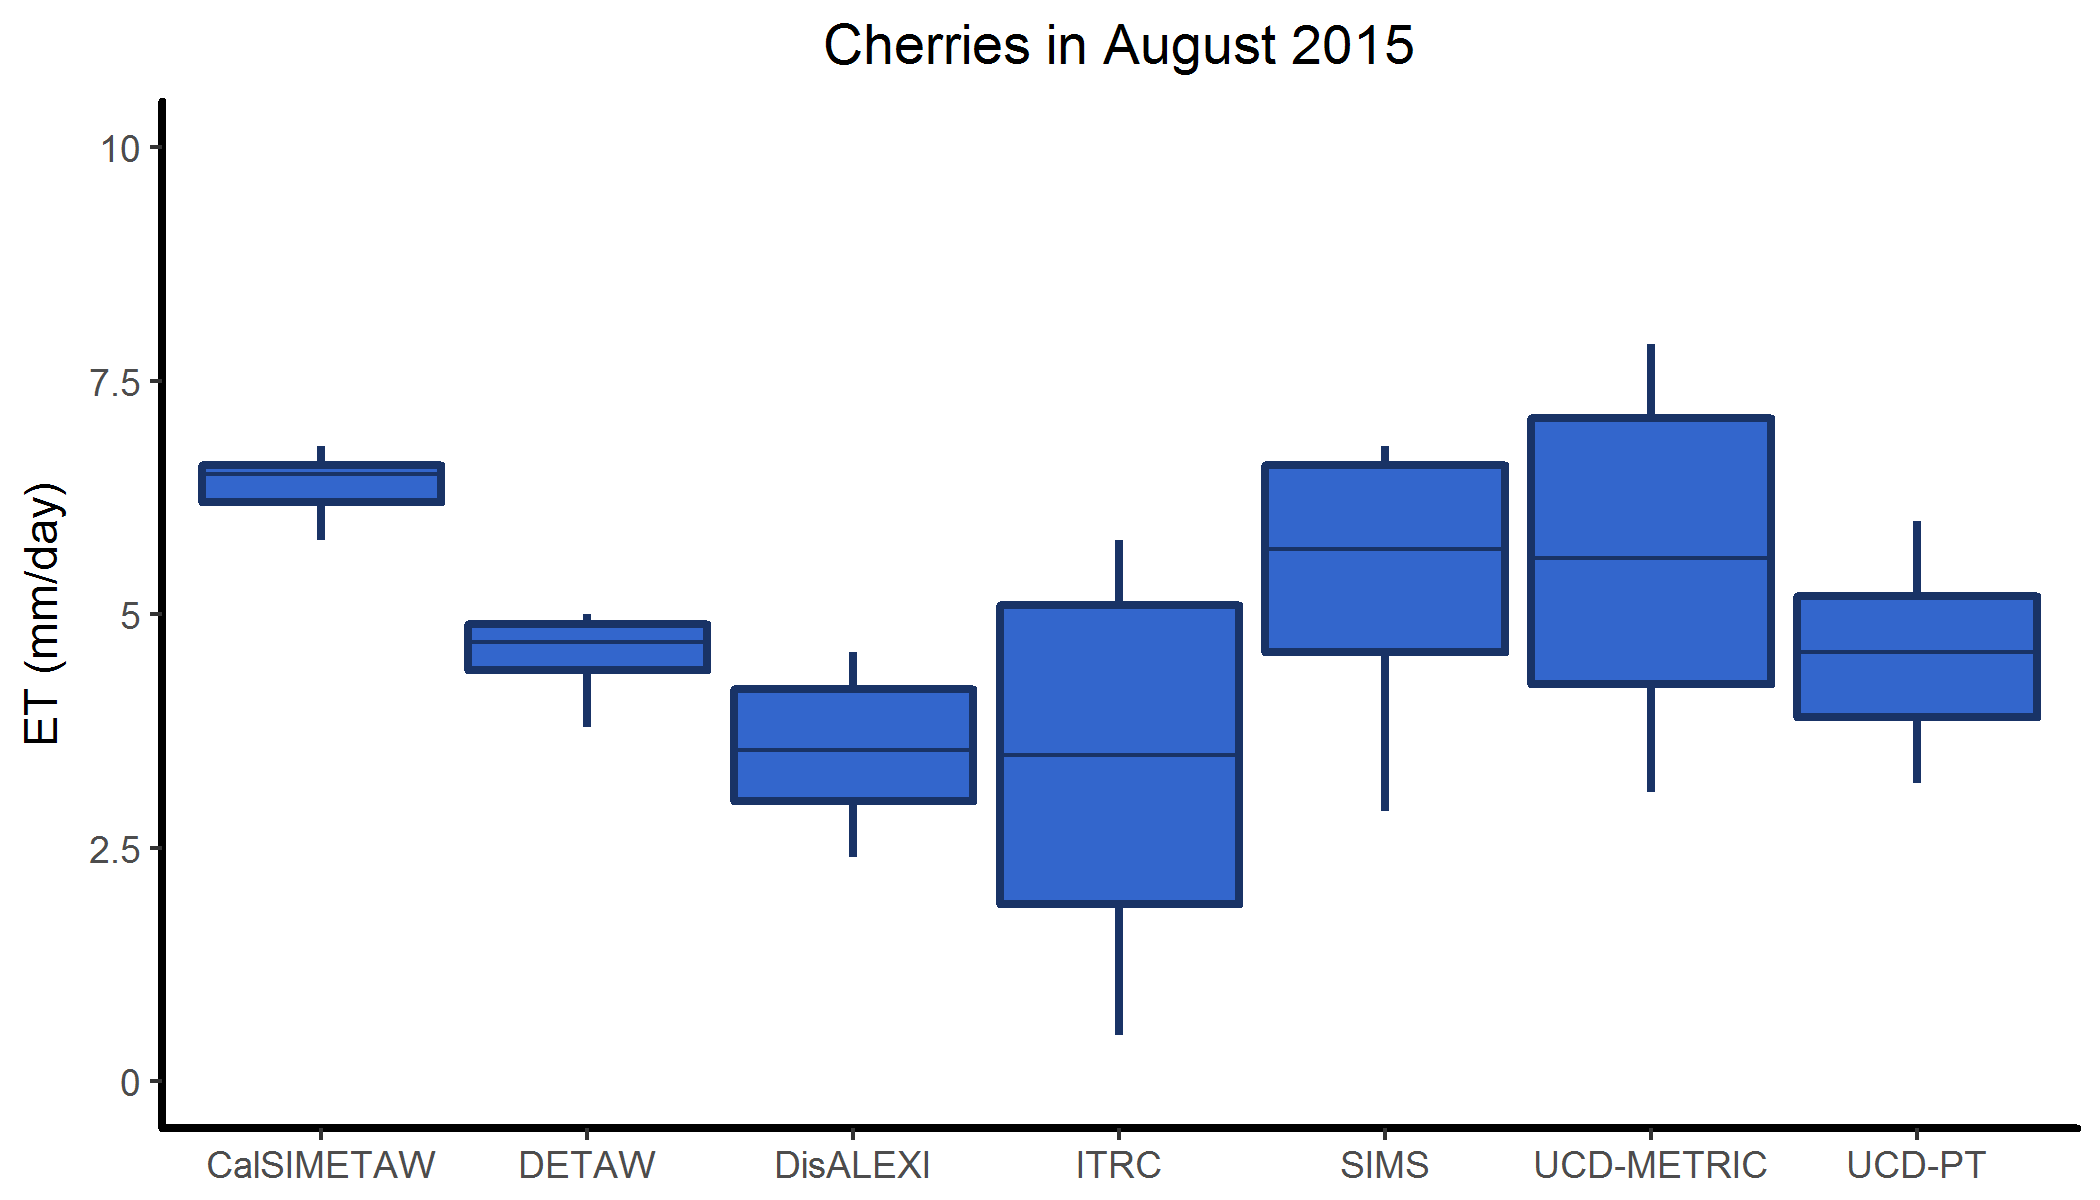 Cherries in August 2015
ET (mm/day)
10
7.5
5
2.5
0
CalSIMETAW DETAW DisALEXI ITRC SIMS UCD-METRIC UCD-PT